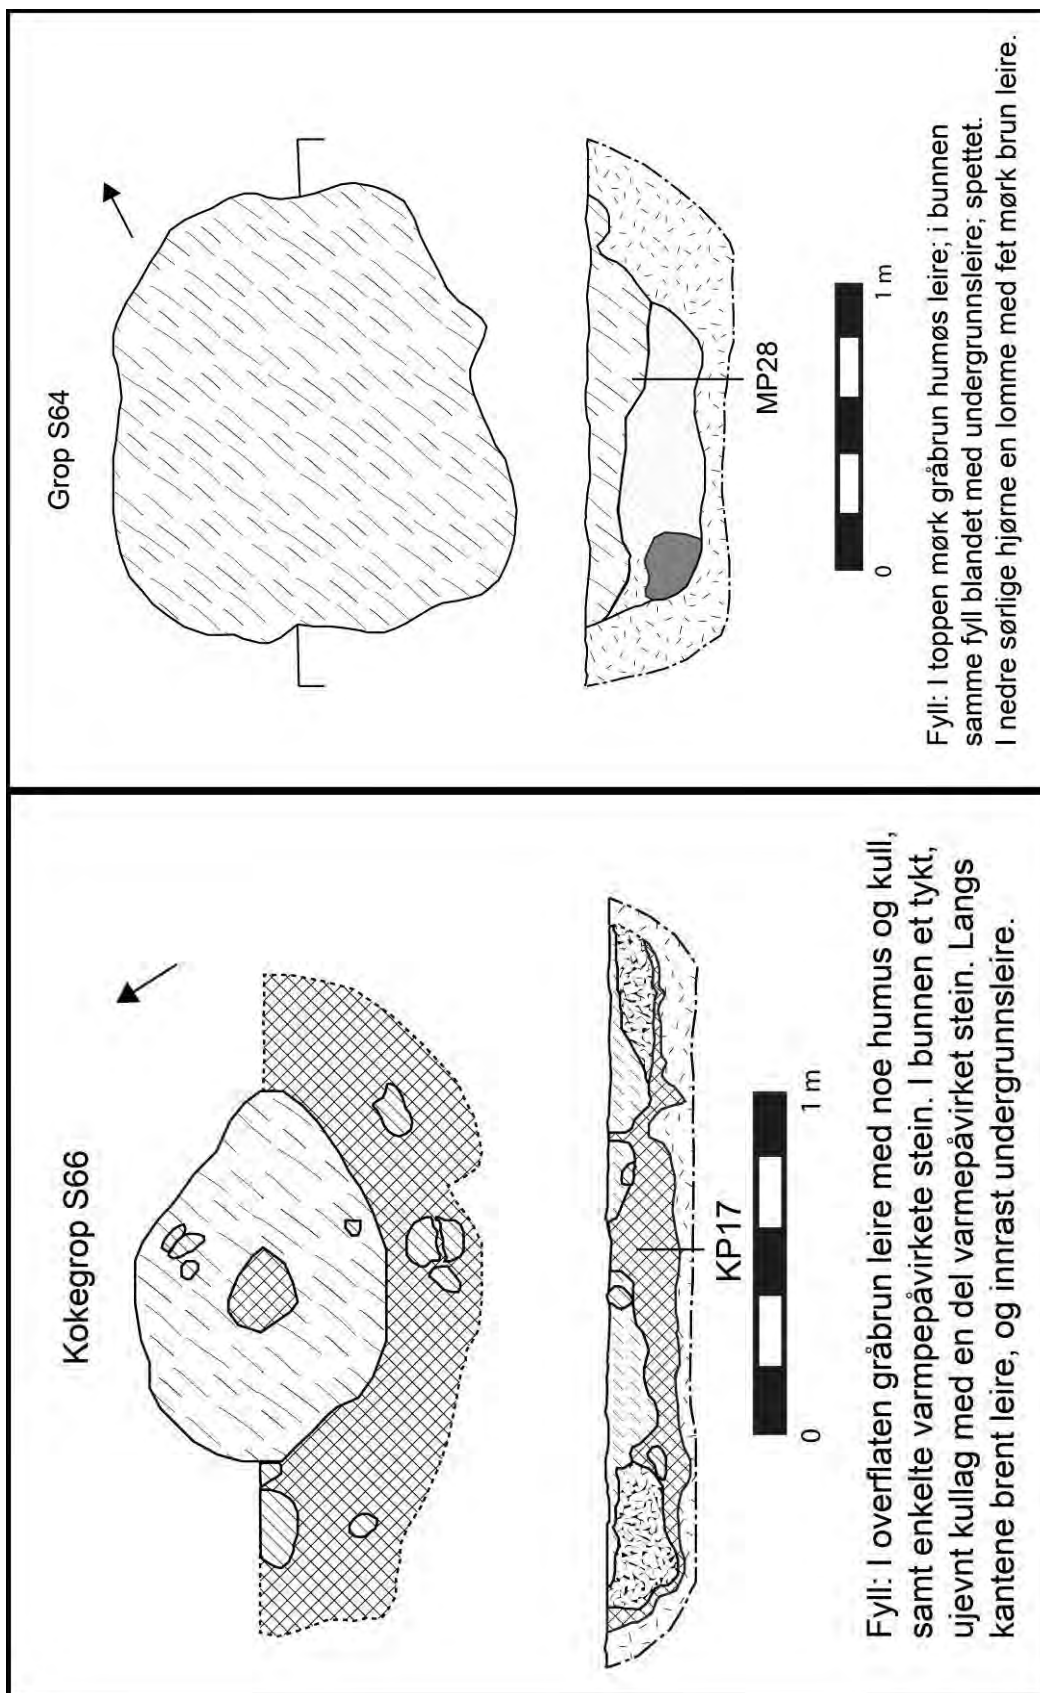 Kokegrop S66
KP17
0
1 m
Fyll: I overflaten gråbrun leire med noe humus og kull,
samt enkelte varmpepåvirkete stein. I bunnen et tykt,
ujevnt kullag med en del varmepåvirket stein. Langs
kantene brent leire, og innrast undergrunnsleire.
Grop S64
MP28
0
1 m
Fyll: I toppen mørk gråbrun humøs leire; i bunnen
samme fyll blandet med undergrunnsleire; spettet.
I nedre sørlige hjørne en lomme med fet mørk brun leire.